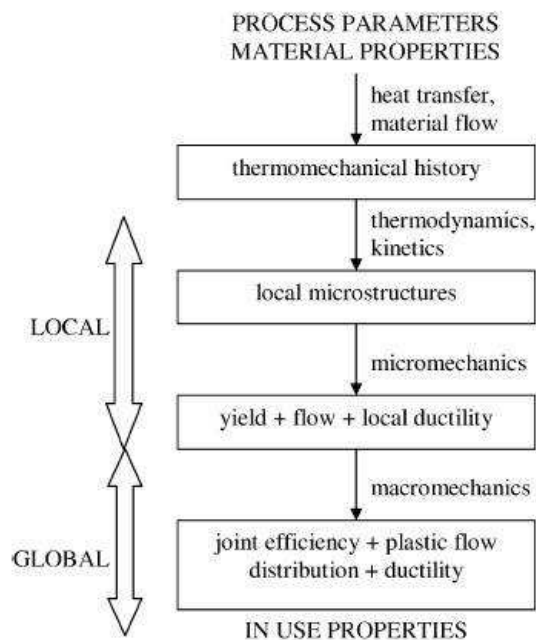 PROCESS PARAMETERS
MATERIAL PROPERTIES
heat transfer,
material flow
thermomechanical history
thermodynamics,
kinetics
local microstructures
LOCAL
micromechanics
yield + flow + local ductility
macromechanics
joint efficiency + plastic flow
distribution + ductility
GLOBAL
IN USE PROPERTIES